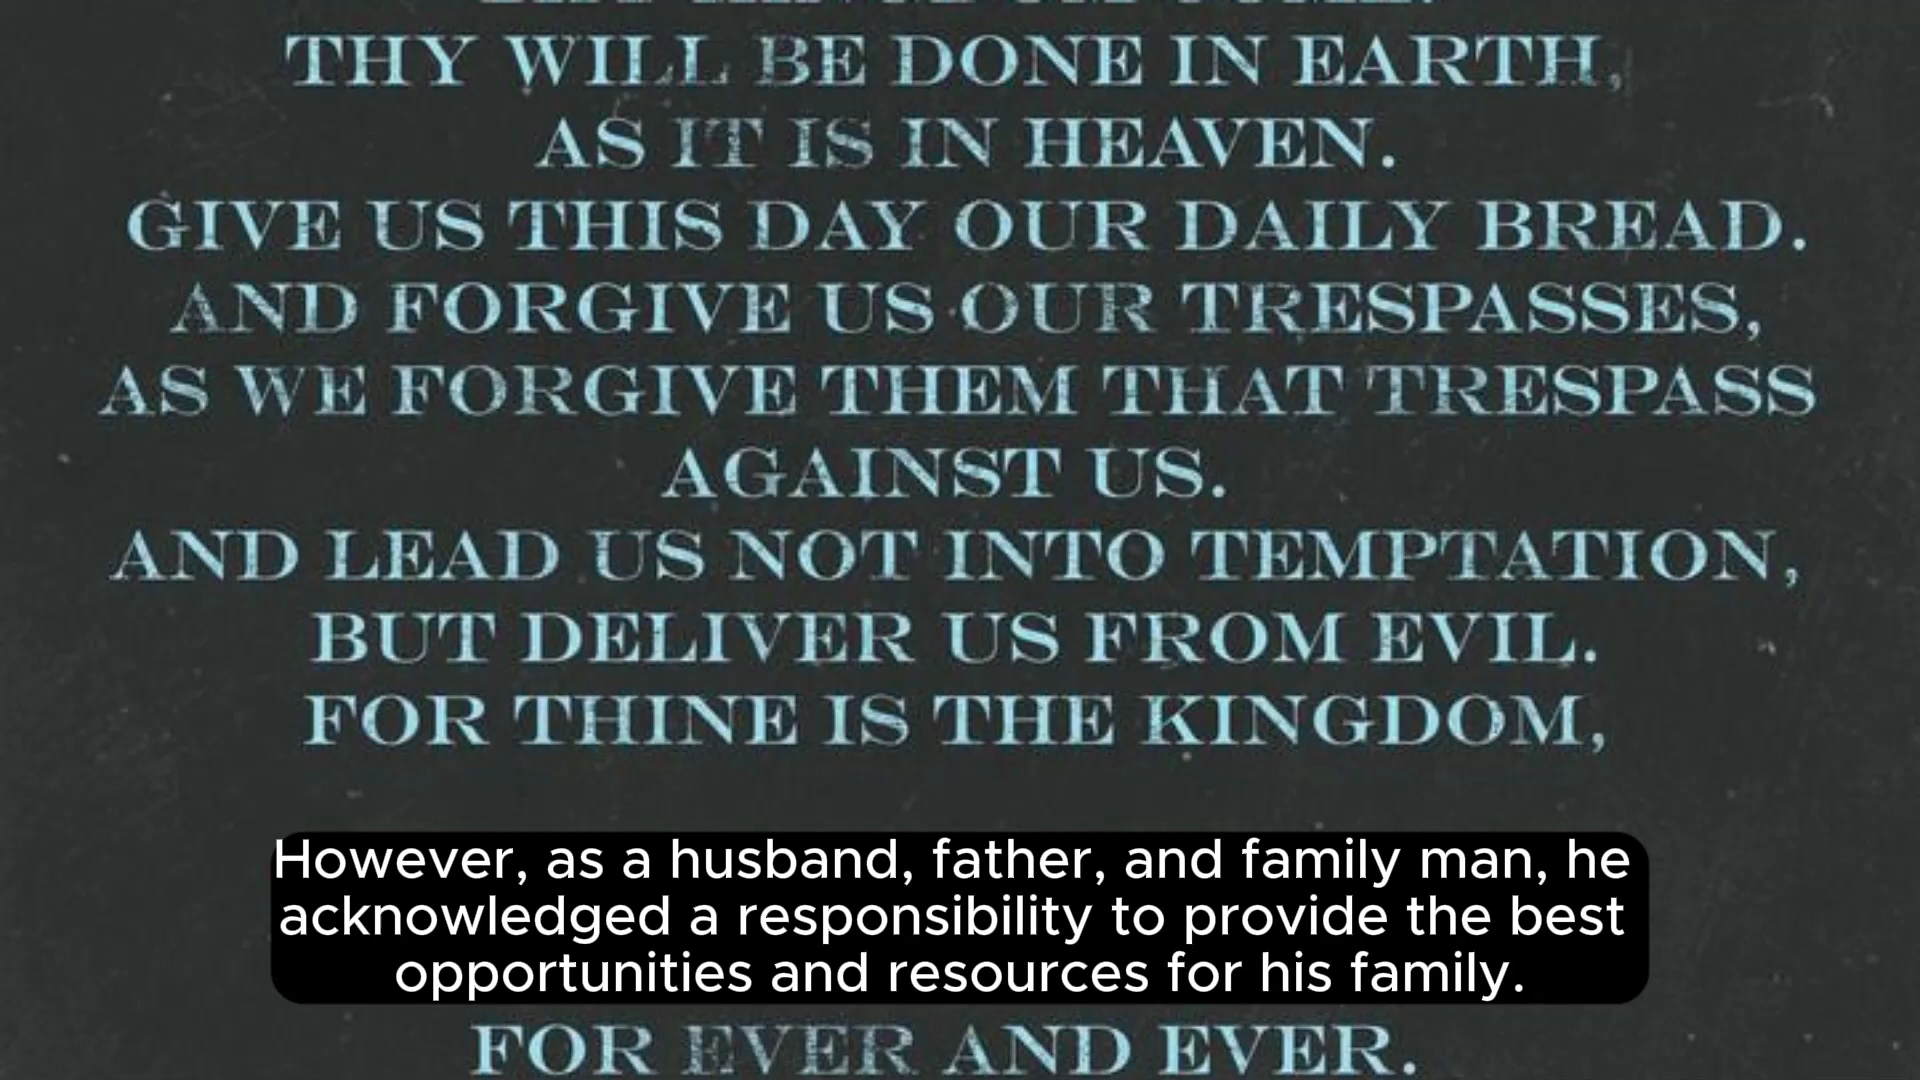 THY WILL BE DONE IN EARTH,
AS IT IS IN HEAVEN.
GIVE US THIS DAY OUR DAILY BREAD.
AND FORGIVE US OUR TRESPASSES,
AS WE FORGIVE THEM THAT TRESPASS
AGAINST US.
AND LEAD US NOT INTO TEMPTATION,
BUT DELIVER US FROM EVIL.
FOR THINE IS THE KINGDOM,
However, as a husband, father, and family man, he
acknowledged a responsibility to provide the best
opportunities and resources for his family.
FOR EVER AND EVER.